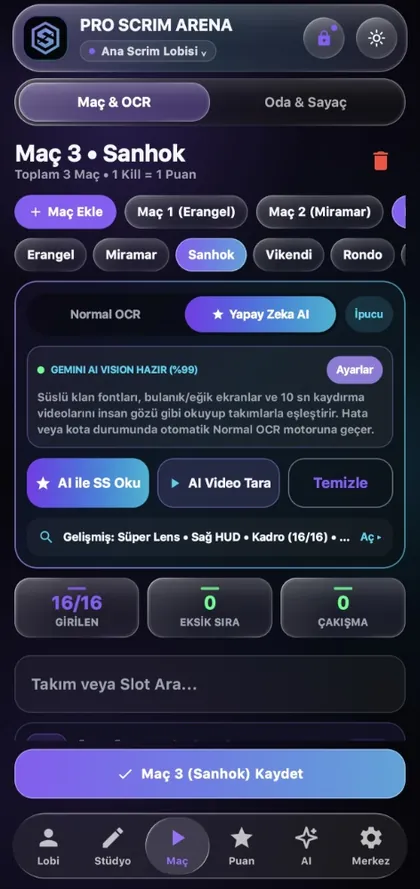 PRO SCRIM ARENA
Ana Scrim Lobisi
Maç & OCR
Oda & Sayaç
Maç 3 • Sanhok
Toplam 3 Maç • 1 Kill = 1 Puan
+ Maç Ekle
Maç 1 (Erangel)
Maç 2 (Miramar)
Erangel
Miramar
Sanhok
Vikendi
Rondo
Normal OCR
Yapay Zeka AI
İpucu
GEMINI AI VISION HAZIR (%99)
Ayarlar
Süslü klan fontları, bulanık/eğik ekranlar ve 10 sn kaydırma
videolarını insan gözü gibi okuyup takımlarla eşleştirir. Hata
veya kota durumunda otomatik Normal OCR motoruna geçer.
AI ile SS Oku
AI Video Tara
Temizle
Gelişmiş: Süper Lens • Sağ HUD • Kadro (16/16) • ...
Aç
16/16
GİRİLEN
0
EKSİK SIRA
0
ÇAKIŞMA
Takım veya Slot Ara...
Maç 3 (Sanhok) Kaydet
Lobi
Stüdyo
Maç
Puan
AI
Merkez